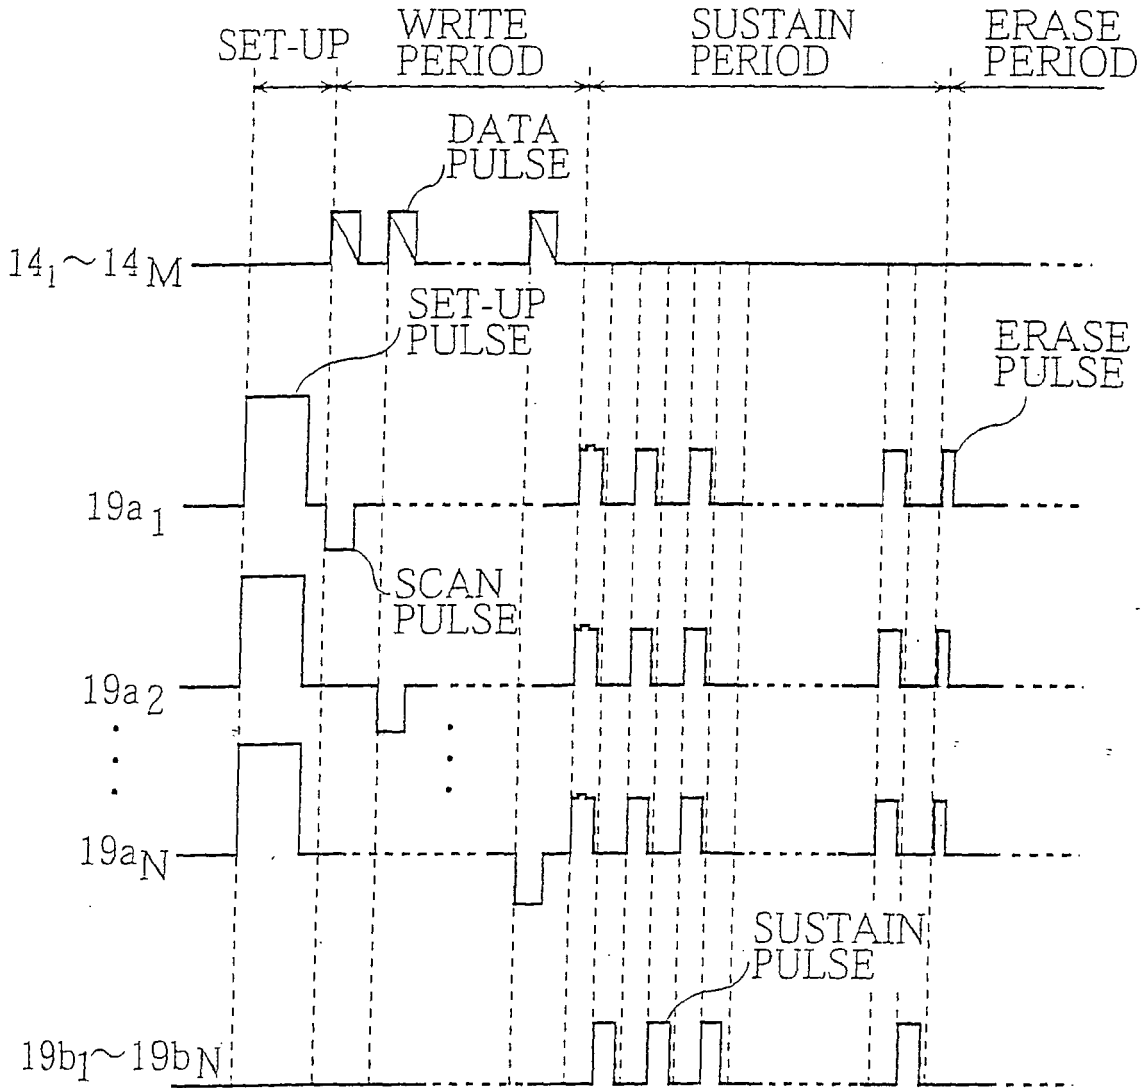 SET-UP
WRITE
PERIOD
SUSTAIN
PERIOD
ERASE
PERIOD
DATA
PULSE
14₁~14M
SET-UP
PULSE
ERASE
PULSE
19a₁
SCAN
PULSE
19a₂
19aN
SUSTAIN
PULSE
19b₁~19bN